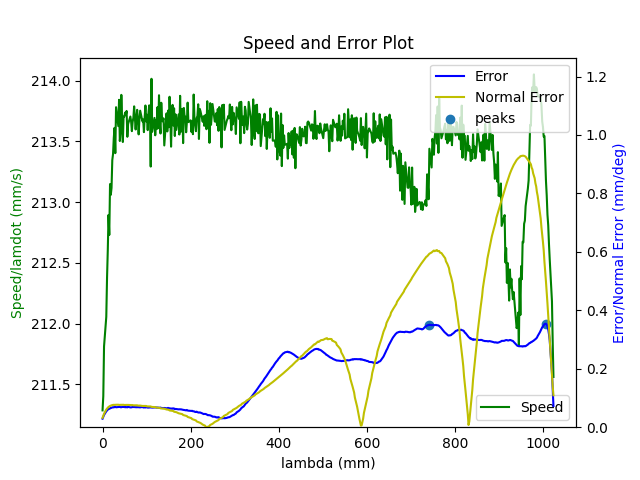 Speed and Error Plot
Error
Normal Error
peaks
Speed
Speed/lamdot (mm/s)
214.0
213.5
213.0
212.5
212.0
211.5
Error/Normal Error (mm/deg)
1.2
1.0
0.8
0.6
0.4
0.2
0.0
0 200 400 600 800 1000
lambda (mm)